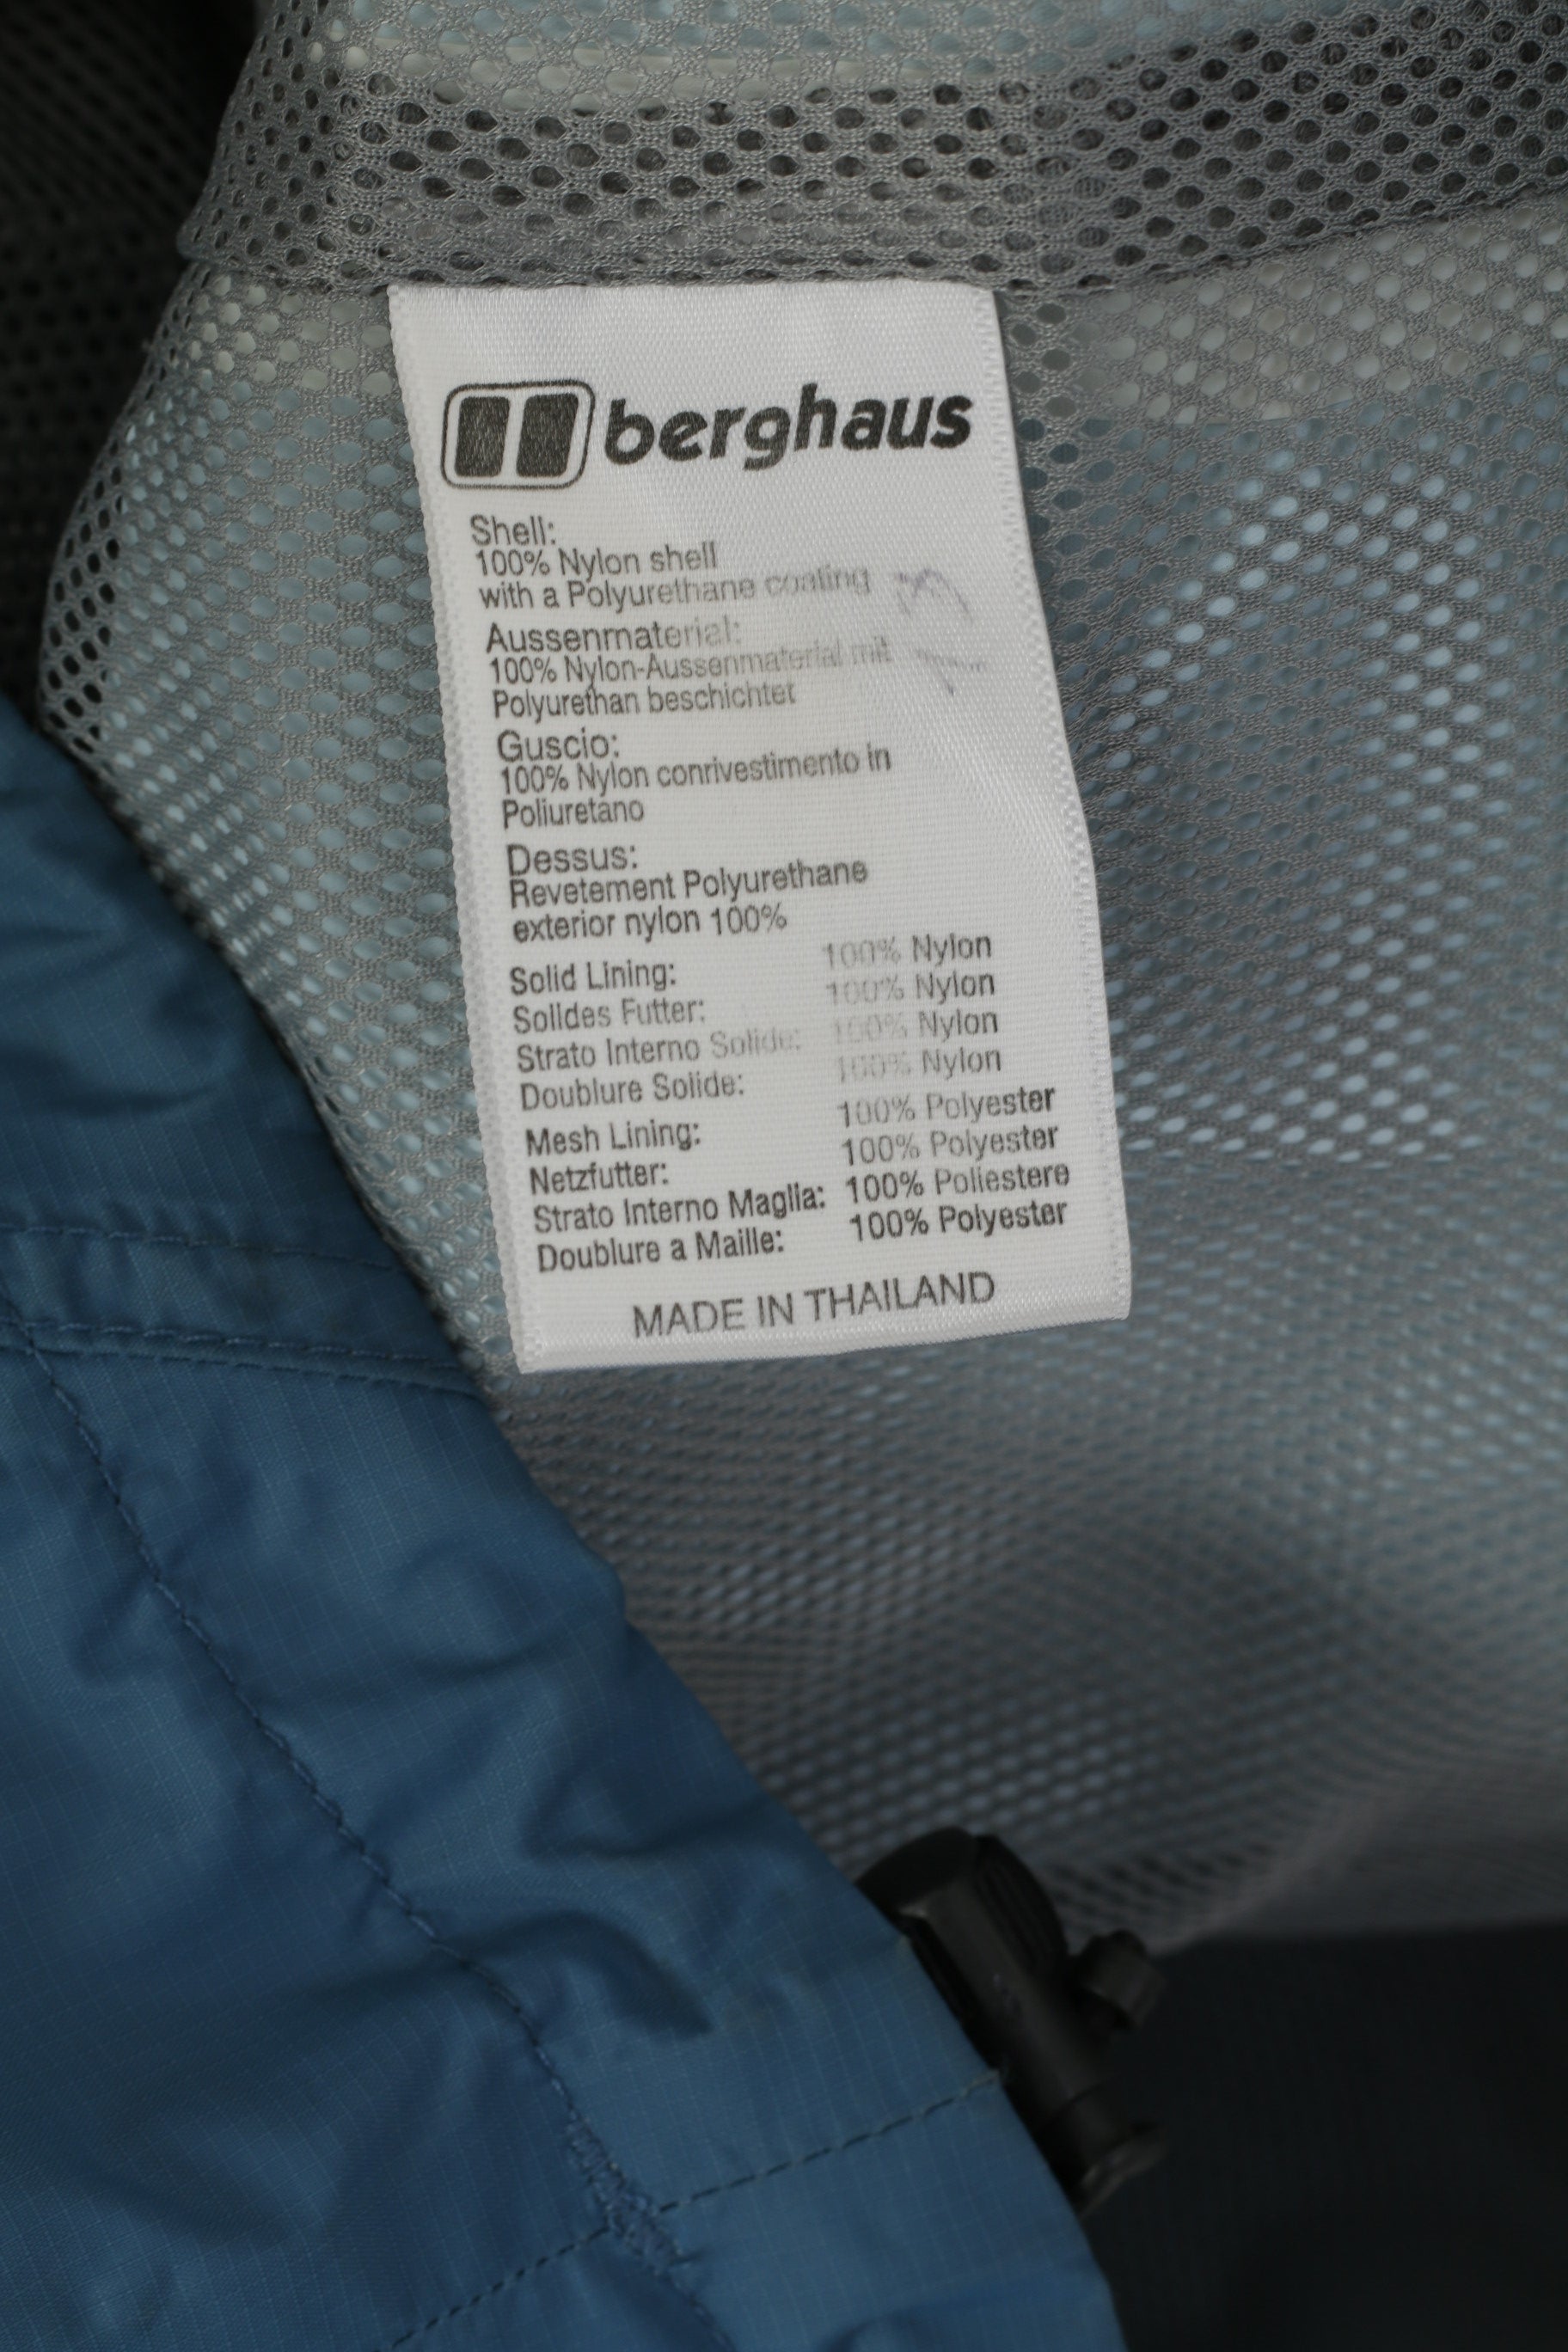 berghaus
Shell:
100% Nylon shell
with a Polyurethane coating
Aussenmaterial:
100% Nylon-Aussenmaterial mit
Polyurethan beschichtet
Guscio:
100% Nylon conrivestimento in
Poliuretano
Dessus:
Revetement Polyurethane
exterior nylon 100%
Solid Lining: 100% Nylon
Solides Futter: 100% Nylon
Strato Interno Solide: 100% Nylon
Doublure Solide: 100% Nylon
Mesh Lining: 100% Polyester
Netzfutter: 100% Polyester
Strato Interno Maglia: 100% Poliestere
Doublure a Maille: 100% Polyester
MADE IN THAILAND